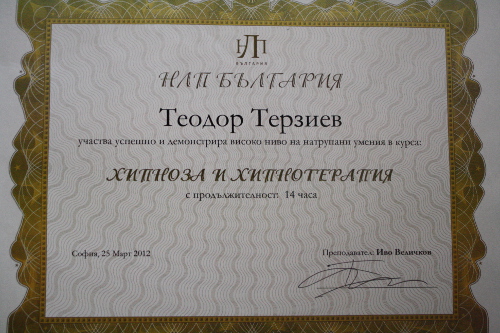 НЛП
БЪЛГАРИЯ
НЛП БЪЛГАРИЯ
Теодор Терзиев
участва успешно и демонстрира високо ниво на натрупани умения в курса:
ХИПНОЗА И ХИПНОТЕРАПИЯ
с продължителност: 14 часа
София, 25 Март 2012
Преподавател: Иво Величков